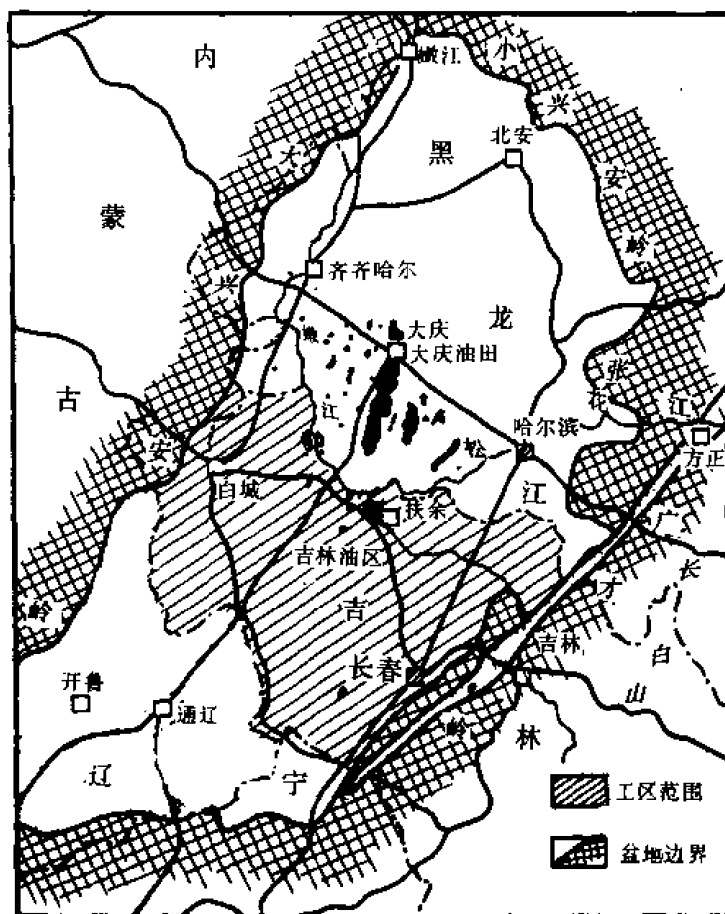 内
嫩江
小
兴
安
岭
黑
北安
大
蒙
齐齐哈尔
兴
龙
大庆
大庆油田
嫩
古
江
张
花
江
哈尔滨
松
方正
安
白城
扶余
江
广
吉林油区
才
长
吉
吉林
白
岭
长春
山
开鲁
通辽
岭
林
辽
宁
工区范围
盆地边界